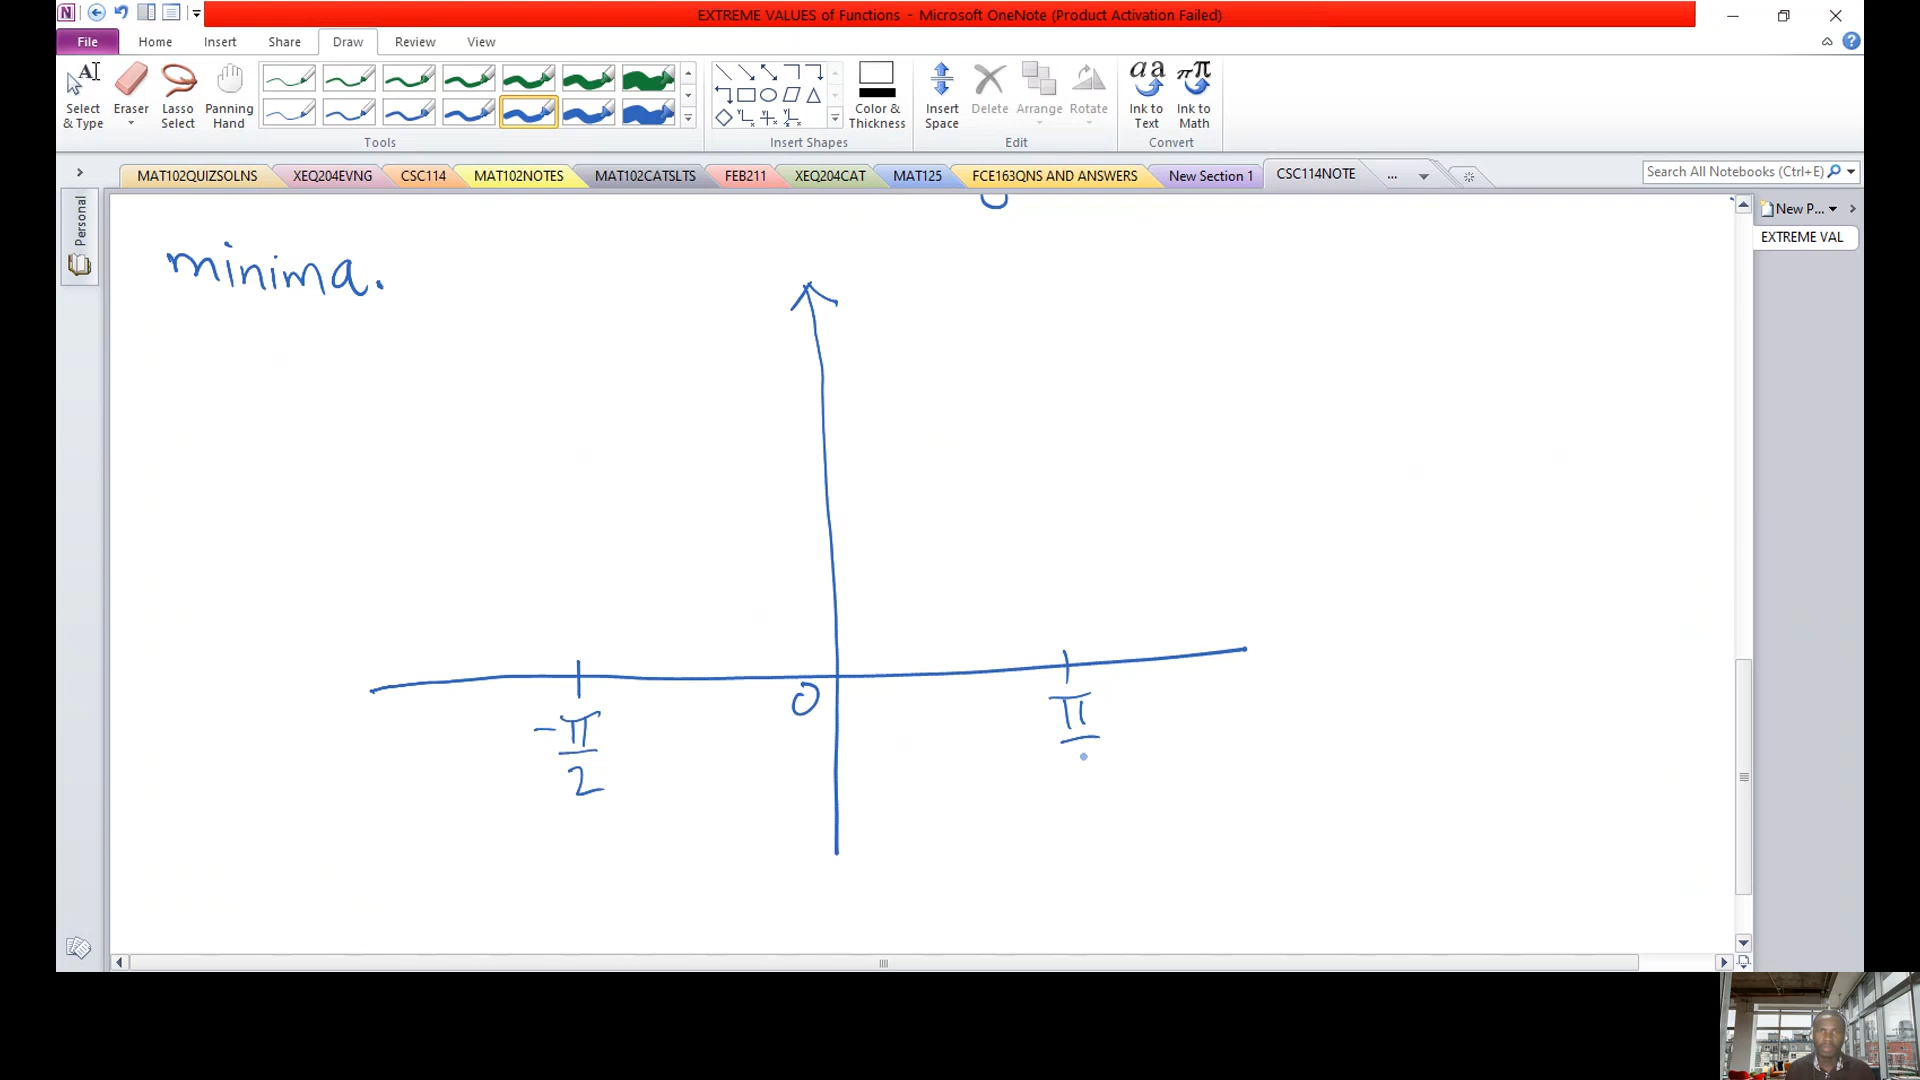 EXTREME VALUES of Functions - Microsoft OneNote (Product Activation Failed)
File Home Insert Share Draw Review View
Select & Type
Eraser
Lasso Select
Panning Hand
Color & Thickness
Insert Space
Delete
Arrange
Rotate
Ink to Text
Ink to Math
Tools
Insert Shapes
Edit
Convert
MAT102QUIZSOLNS XEQ204EVNG CSC114 MAT102NOTES MAT102CATSLTS FEB211 XEQ204CAT MAT125 FCE163QNS AND ANSWERS New Section 1 CSC114NOTE ...
Search All Notebooks (Ctrl+E)
Personal
New P...
EXTREME VAL
minima.
0
-π
2
π